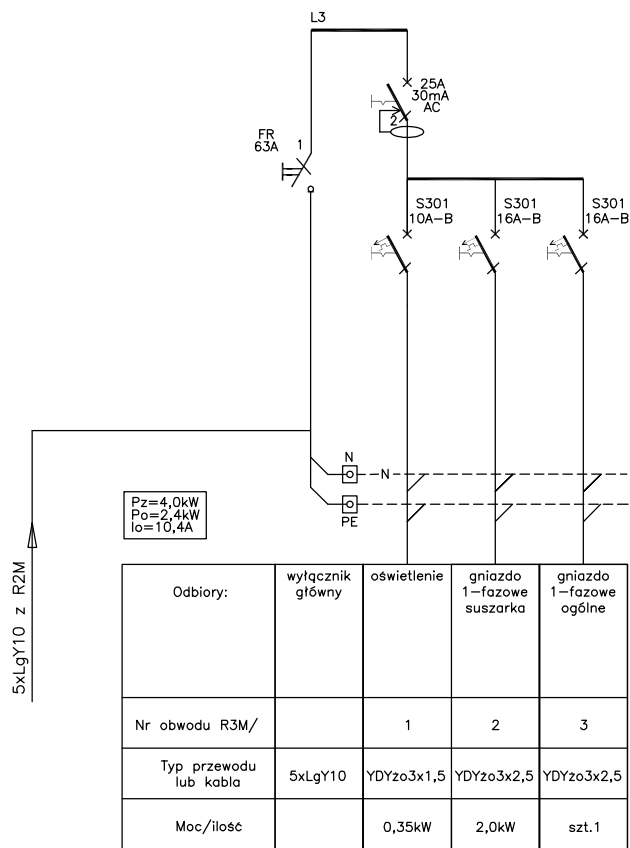 L3
25A
30mA
AC
2
FR
63A
1
S301
10A-B
S301
16A-B
S301
16A-B
N
N
PE
Pz=4,0kW
Po=2,4kW
Io=10,4A
5xLgY10 z R2M
Odbiory:
wyłącznik
główny
oświetlenie
gniazdo
1-fazowe
suszarka
gniazdo
1-fazowe
ogólne
Nr obwodu R3M/
1
2
3
Typ przewodu
lub kabla
5xLgY10
YDYżo3x1,5
YDYżo3x2,5
YDYżo3x2,5
Moc/ilość
0,35kW
2,0kW
szt.1